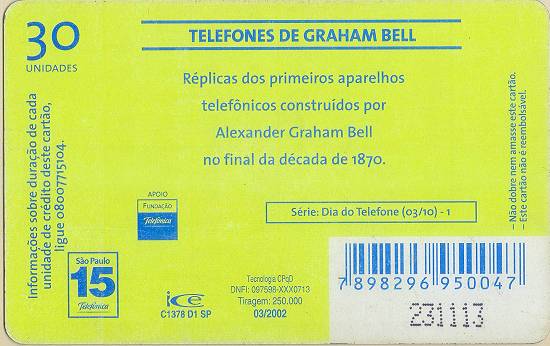 30
UNIDADES
TELEFONES DE GRAHAM BELL
Réplicas dos primeiros aparelhos
telefônicos construídos por
Alexander Graham Bell
no final da década de 1870.
Informações sobre duração de cada
unidade de crédito deste cartão,
ligue 08007715104.
– Não dobre nem amasse este cartão.
– Este cartão não é reembolsável.
APOIO
FUNDAÇÃO
Telefônica
Série: Dia do Telefone (03/10) - 1
São Paulo
15
Telefônica
ice
C1378 D1 SP
Tecnologia CPqD
DNFI: 097598-XXX0713
Tiragem: 250.000
03/2002
7 898296 950047
231113